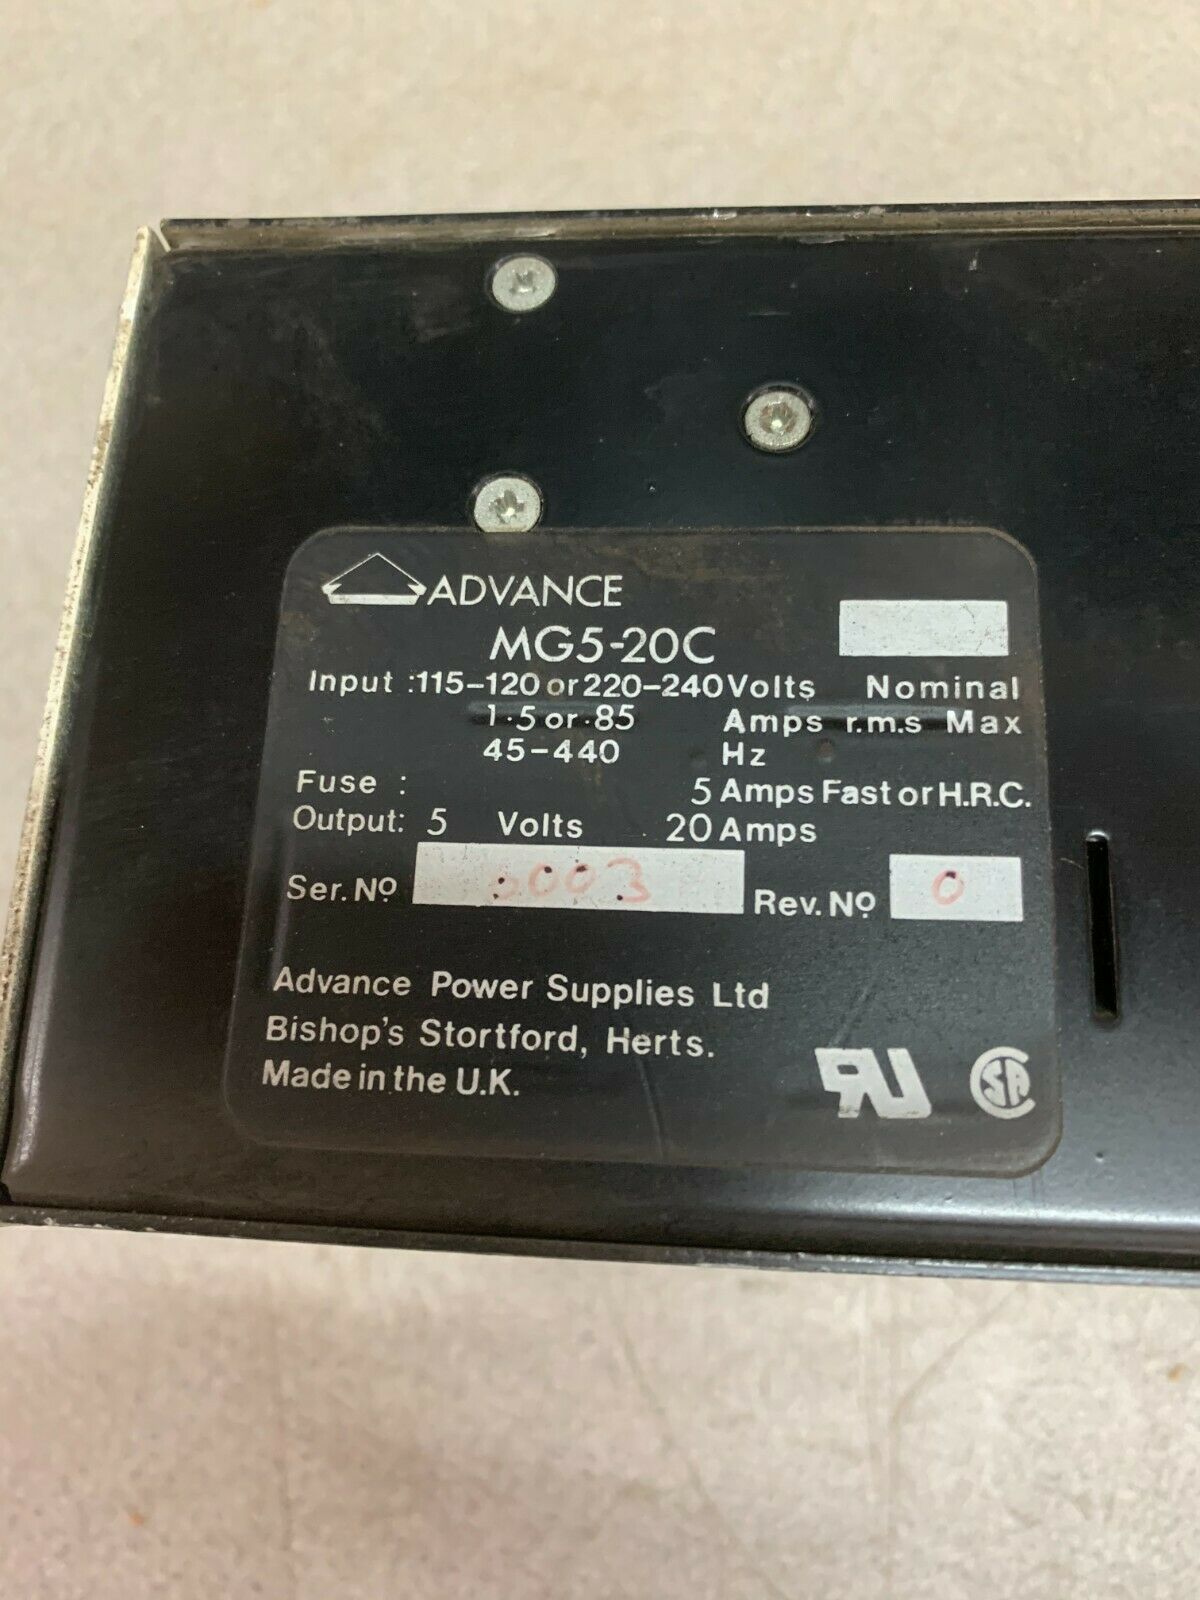 ADVANCE
MG5-20C
Input : 115-120 or 220-240 Volts Nominal
1·5 or ·85 Amps r.m.s Max
45-440 Hz
Fuse : 5 Amps Fast or H.R.C.
Output: 5 Volts 20 Amps
Ser. Nº Rev. Nº 0
Advance Power Supplies Ltd
Bishop's Stortford, Herts.
Made in the U.K.